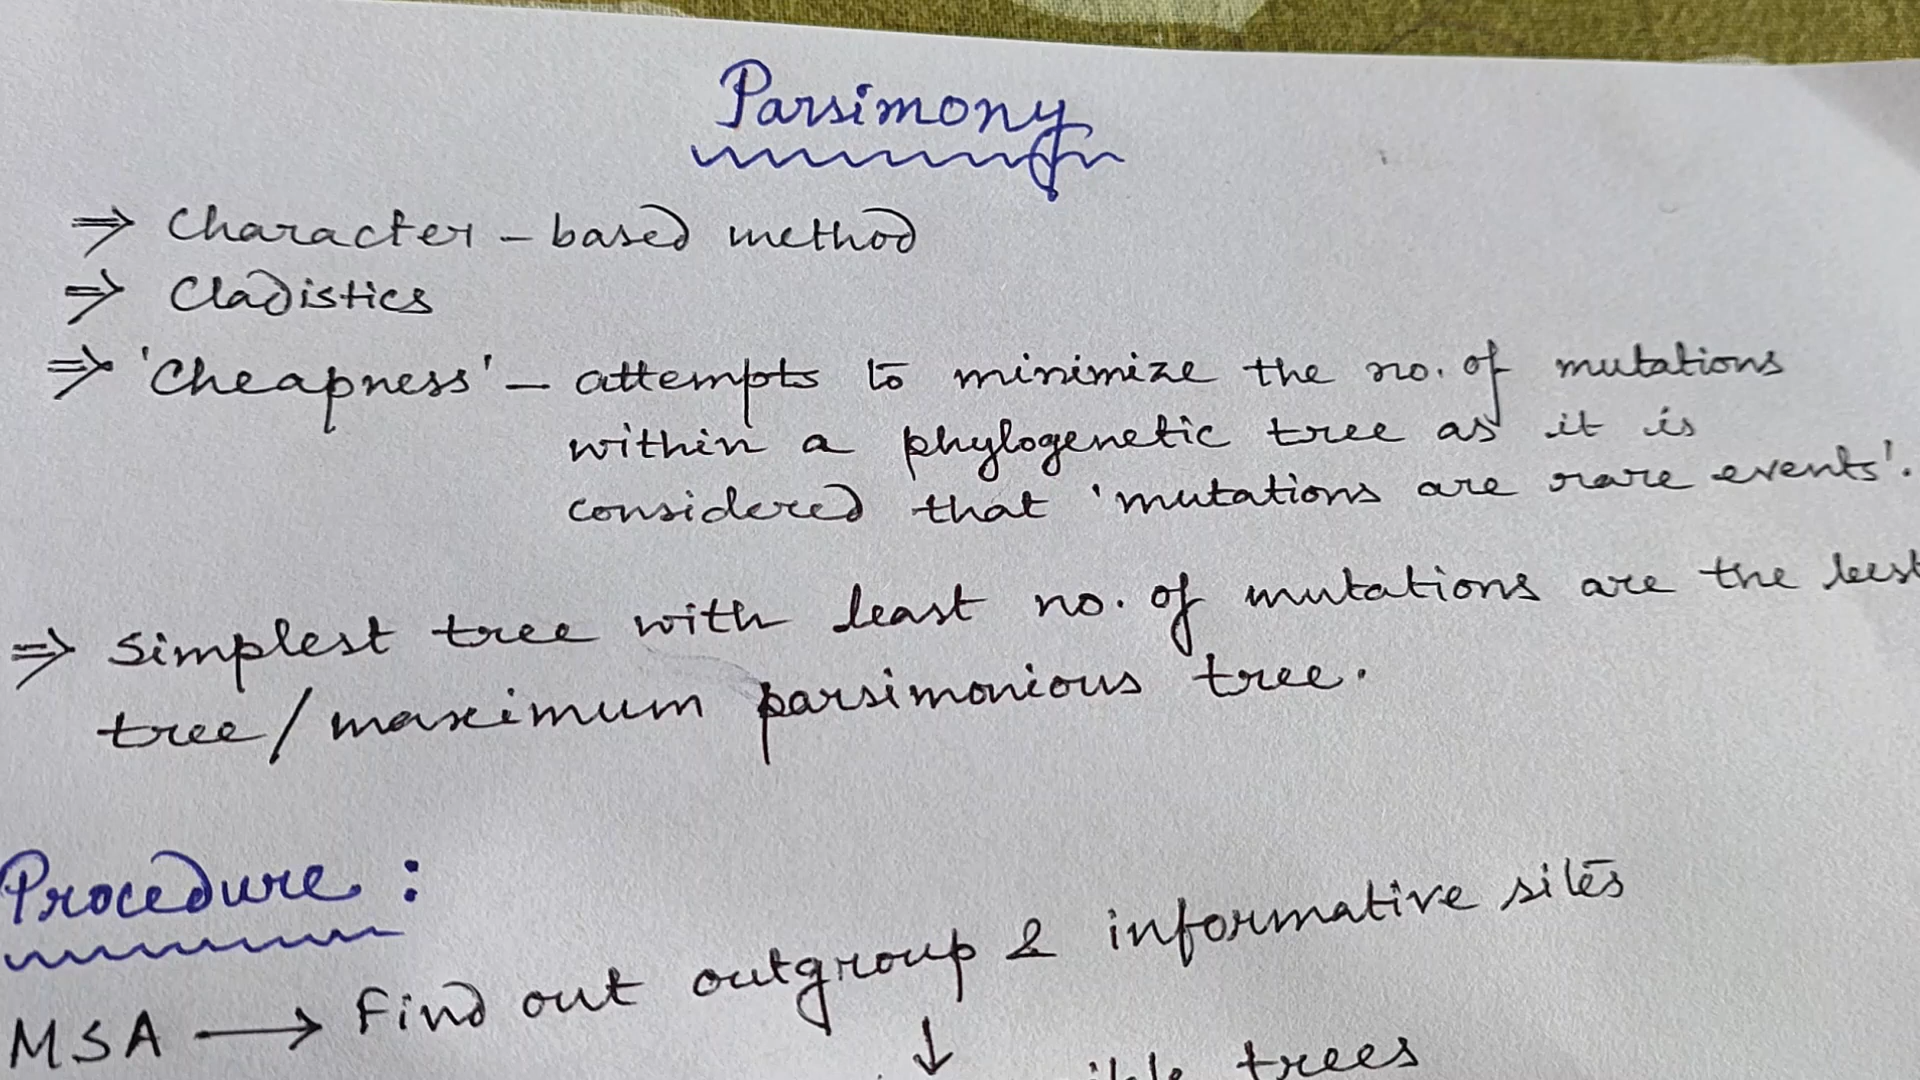 Parsimony
⇒ Character - based method
⇒ Cladistics
⇒ 'Cheapness' - attempts to minimize the no. of mutations
within a phylogenetic tree as it is
considered that 'mutations are rare events'.
⇒ Simplest tree with least no. of mutations are the best
tree / maximum parsimonious tree.
Procedure :
MSA → Find out outgroup & informative sites
↓
trees